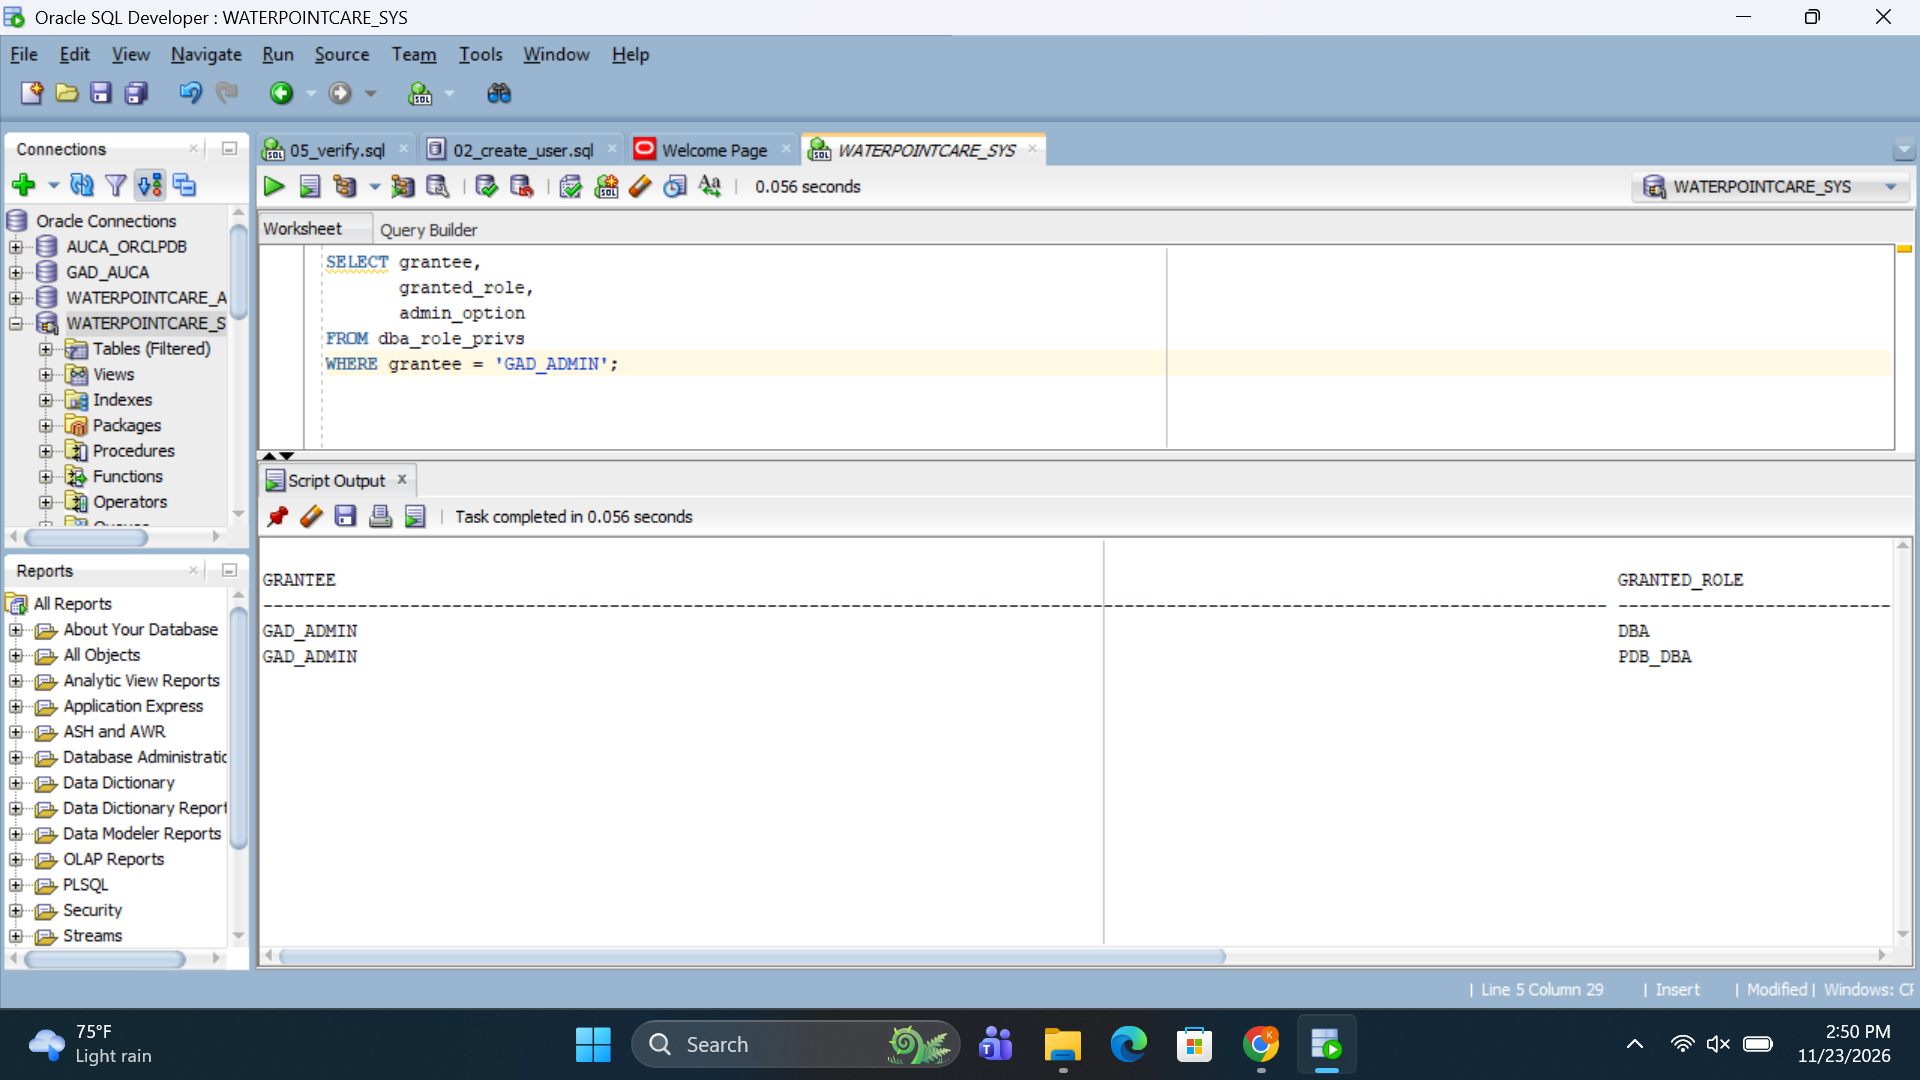 Oracle SQL Developer : WATERPOINTCARE_SYS
File Edit View Navigate Run Source Team Tools Window Help
Connections
Oracle Connections
AUCA_ORCLPDB
GAD_AUCA
WATERPOINTCARE_A
WATERPOINTCARE_S
Tables (Filtered)
Views
Indexes
Packages
Procedures
Functions
Operators
Reports
All Reports
About Your Database
All Objects
Analytic View Reports
Application Express
ASH and AWR
Database Administratic
Data Dictionary
Data Dictionary Report
Data Modeler Reports
OLAP Reports
PLSQL
Security
Streams
05_verify.sql 02_create_user.sql Welcome Page WATERPOINTCARE_SYS
0.056 seconds WATERPOINTCARE_SYS
Worksheet Query Builder
SELECT grantee,
granted_role,
admin_option
FROM dba_role_privs
WHERE grantee = 'GAD_ADMIN';
Script Output
Task completed in 0.056 seconds
GRANTEE GRANTED_ROLE
GAD_ADMIN DBA
GAD_ADMIN PDB_DBA
Line 5 Column 29 Insert Modified Windows: CF
75°F
Light rain
Search
2:50 PM
11/23/2026